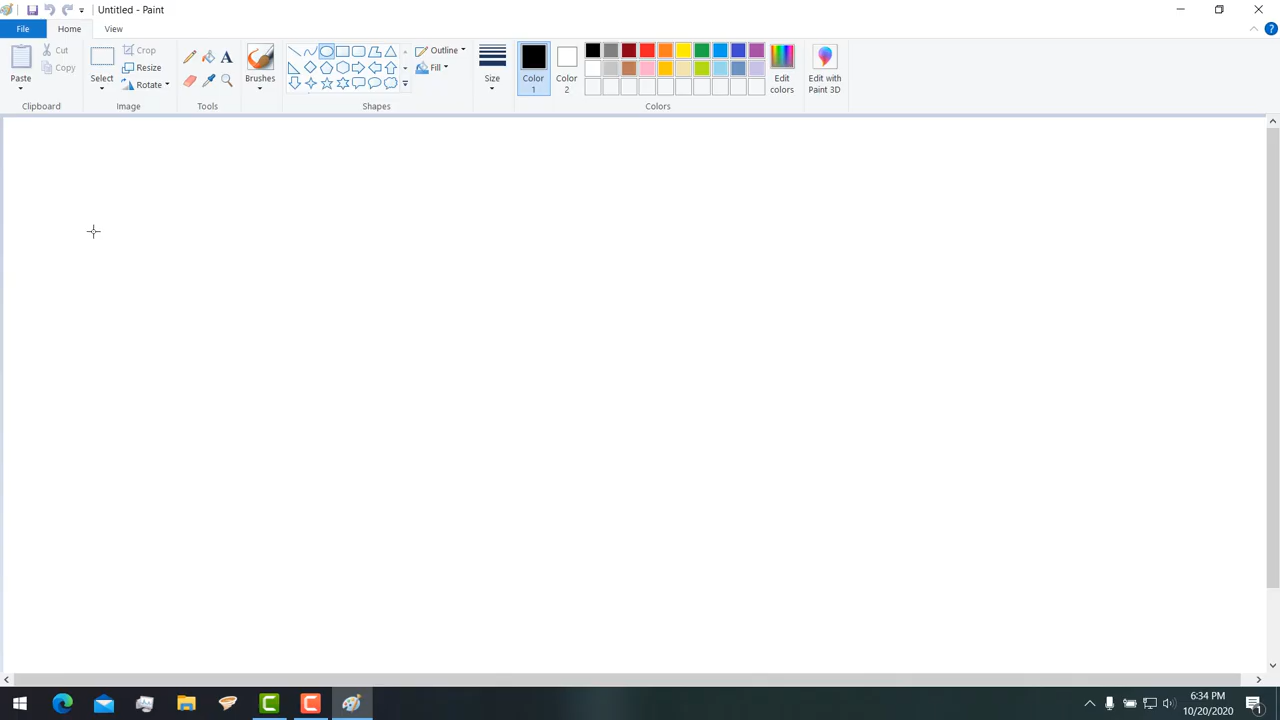 Untitled - Paint
File Home View
Paste Cut Copy
Clipboard
Select Crop Resize Rotate
Image
Tools
Brushes
Outline
Fill
Shapes
Size
Color 1
Color 2
Edit colors
Colors
Edit with Paint 3D
6:34 PM
10/20/2020